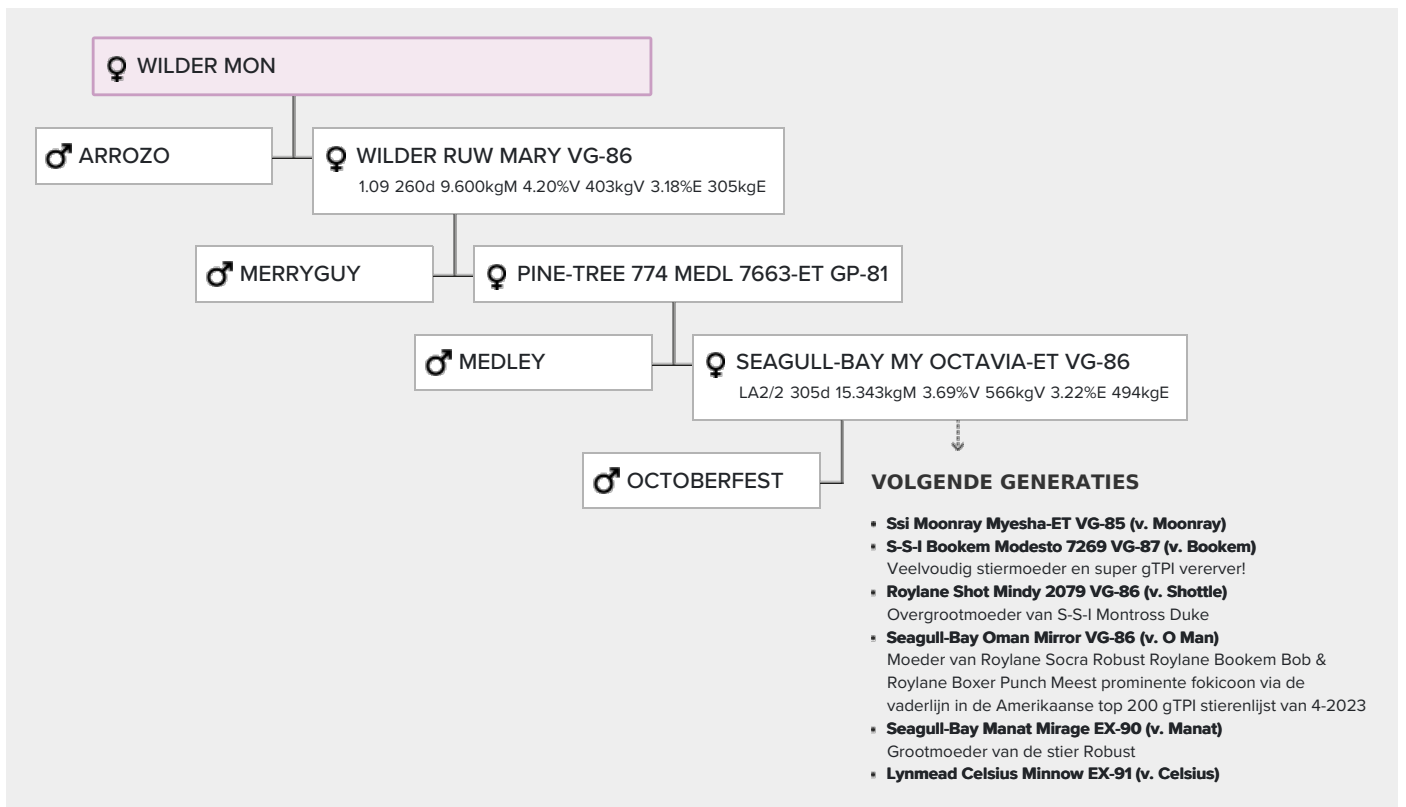 WILDER MON
ARROZO
WILDER RUW MARY VG-86
1.09 260d 9.600kgM 4.20%V 403kgV 3.18%E 305kgE
MERRYGUY
PINE-TREE 774 MEDL 7663-ET GP-81
MEDLEY
SEAGULL-BAY MY OCTAVIA-ET VG-86
LA2/2 305d 15.343kgM 3.69%V 566kgV 3.22%E 494kgE
OCTOBERFEST
VOLGENDE GENERATIES
Ssi Moonray Myesha-ET VG-85 (v. Moonray)
S-S-I Bookem Modesto 7269 VG-87 (v. Bookem)
Veelvoudig stiermoeder en super gTPI vererver!
Roylane Shot Mindy 2079 VG-86 (v. Shottle)
Overgrootmoeder van S-S-I Montross Duke
Seagull-Bay Oman Mirror VG-86 (v. O Man)
Moeder van Roylane Socra Robust Roylane Bookem Bob &
Roylane Boxer Punch Meest prominente fokicoon via de
vaderlijn in de Amerikaanse top 200 gTPI stierenlijst van 4-2023
Seagull-Bay Manat Mirage EX-90 (v. Manat)
Grootmoeder van de stier Robust
Lynmead Celsius Minnow EX-91 (v. Celsius)